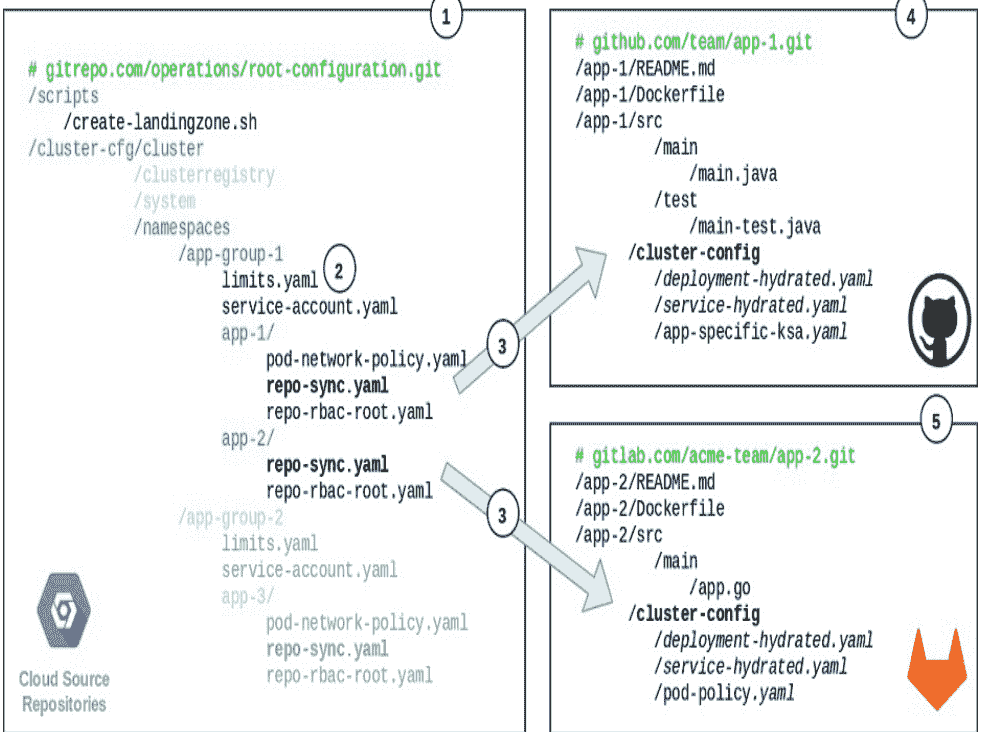 1
# gitrepo.com/operations/root-configuration.git
/scripts
/create-landingzone.sh
/cluster-cfg/cluster
/clusterregistry
/system
/namespaces
/app-group-1
limits.yaml
2
service-account.yaml
app-1/
pod-network-policy.yaml
repo-sync.yaml
repo-rbac-root.yaml
app-2/
repo-sync.yaml
repo-rbac-root.yaml
/app-group-2
limits.yaml
service-account.yaml
app-3/
pod-network-policy.yaml
repo-sync.yaml
repo-rbac-root.yaml
Cloud Source
Repositories
3
3
4
# github.com/team/app-1.git
/app-1/README.md
/app-1/Dockerfile
/app-1/src
/main
/main.java
/test
/main-test.java
/cluster-config
/deployment-hydrated.yaml
/service-hydrated.yaml
/app-specific-ksa.yaml
5
# gitlab.com/acme-team/app-2.git
/app-2/README.md
/app-2/Dockerfile
/app-2/src
/main
/app.go
/cluster-config
/deployment-hydrated.yaml
/service-hydrated.yaml
/pod-policy.yaml